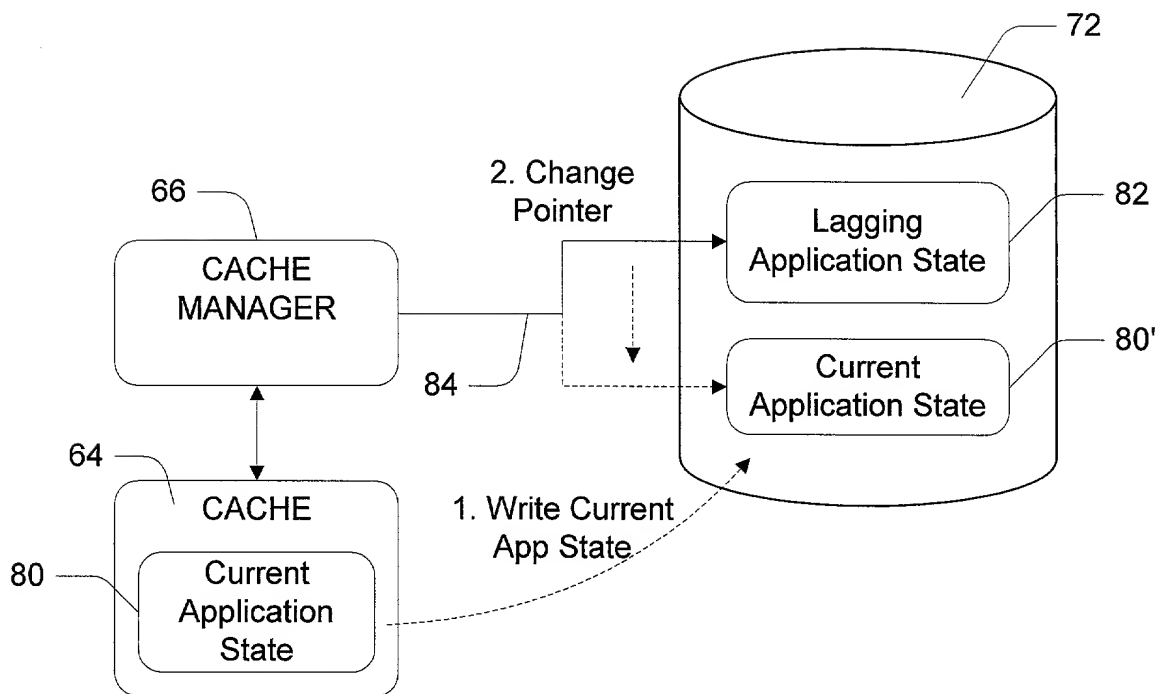 72
66
2. Change
Pointer
82
Lagging
Application State
CACHE
MANAGER
80'
84
Current
Application State
64
CACHE
1. Write Current
App State
80
Current
Application
State